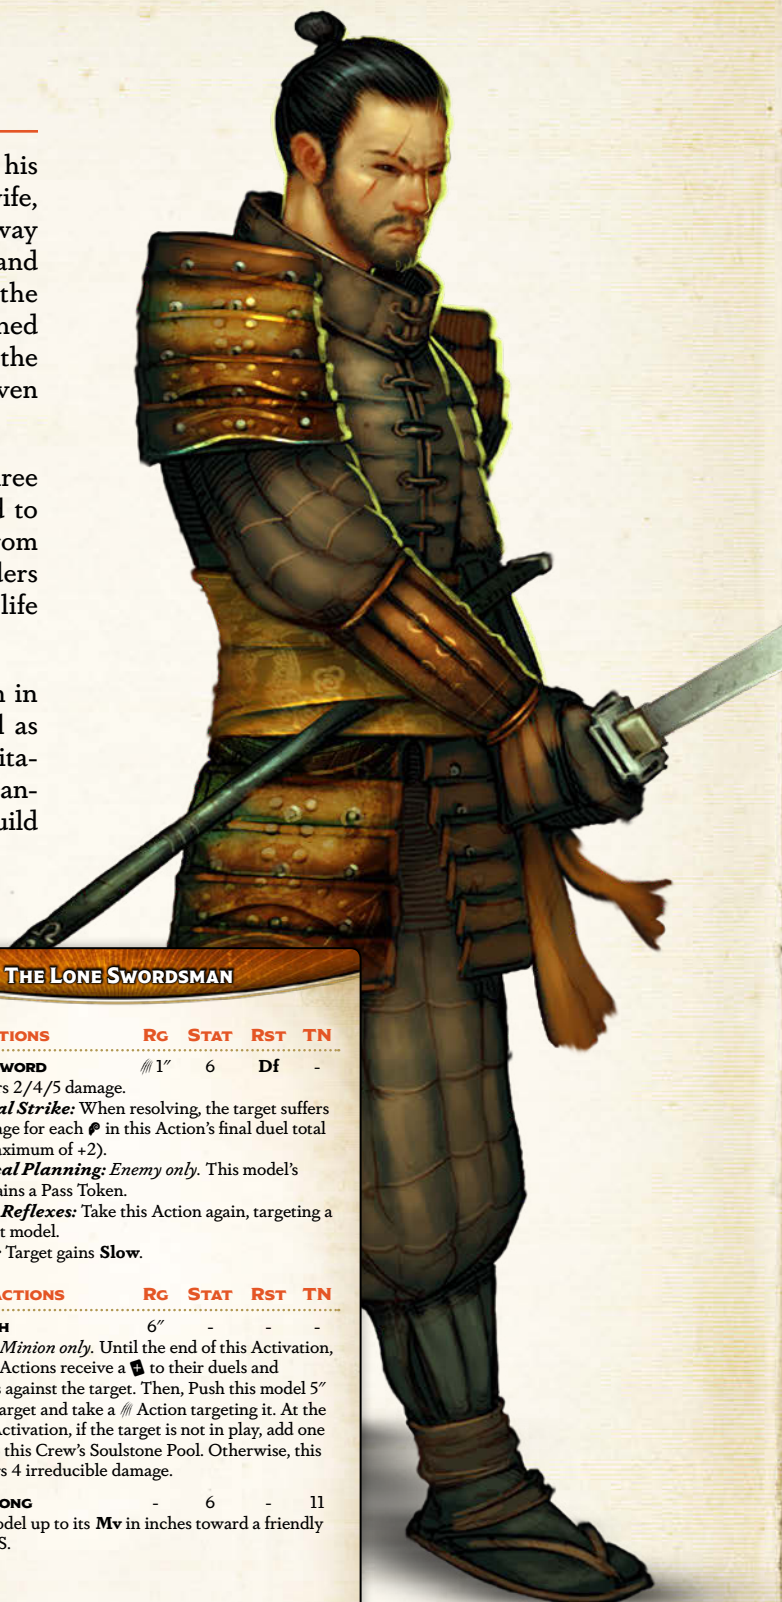 his
ife,
way
and
the
ned
the
ven
ree
d to
rom
ders
life
n in
d as
ita-
an-
uild
THE LONE SWORDSMAN
TIONS RG STAT RST TN
WORD 1″ 6 Df -
rs 2/4/5 damage.
al Strike: When resolving, the target suffers
age for each in this Action's final duel total
aximum of +2).
al Planning: Enemy only. This model's
ains a Pass Token.
Reflexes: Take this Action again, targeting a
t model.
Target gains Slow.
ACTIONS RG STAT RST TN
H 6″ - - -
Minion only. Until the end of this Activation,
Actions receive a + to their duels and
s against the target. Then, Push this model 5″
arget and take a Action targeting it. At the
Activation, if the target is not in play, add one
this Crew's Soulstone Pool. Otherwise, this
rs 4 irreducible damage.
ONG - 6 - 11
odel up to its Mv in inches toward a friendly
S.